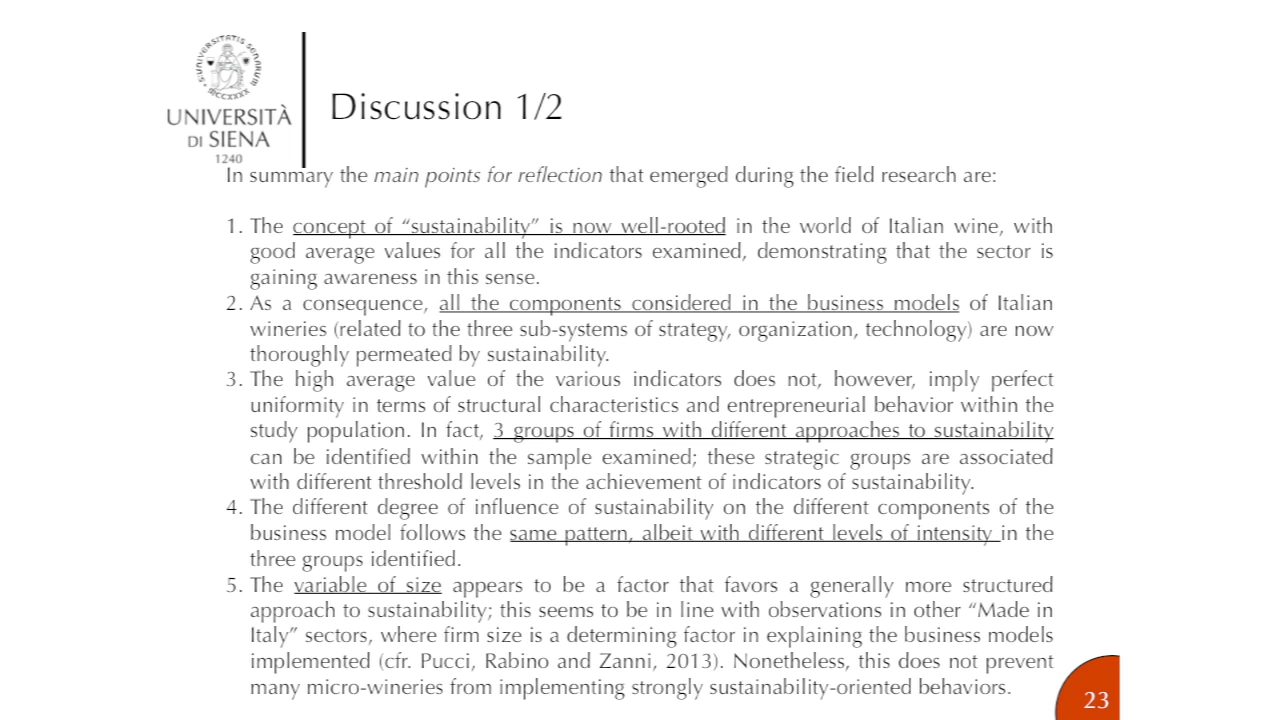 UNIVERSITATIS SENARUM
MCCXXXX
UNIVERSITÀ
DI SIENA
1240
Discussion 1/2
In summary the main points for reflection that emerged during the field research are:
1. The concept of “sustainability” is now well-rooted in the world of Italian wine, with
good average values for all the indicators examined, demonstrating that the sector is
gaining awareness in this sense.
2. As a consequence, all the components considered in the business models of Italian
wineries (related to the three sub-systems of strategy, organization, technology) are now
thoroughly permeated by sustainability.
3. The high average value of the various indicators does not, however, imply perfect
uniformity in terms of structural characteristics and entrepreneurial behavior within the
study population. In fact, 3 groups of firms with different approaches to sustainability
can be identified within the sample examined; these strategic groups are associated
with different threshold levels in the achievement of indicators of sustainability.
4. The different degree of influence of sustainability on the different components of the
business model follows the same pattern, albeit with different levels of intensity in the
three groups identified.
5. The variable of size appears to be a factor that favors a generally more structured
approach to sustainability; this seems to be in line with observations in other “Made in
Italy” sectors, where firm size is a determining factor in explaining the business models
implemented (cfr. Pucci, Rabino and Zanni, 2013). Nonetheless, this does not prevent
many micro-wineries from implementing strongly sustainability-oriented behaviors.
23